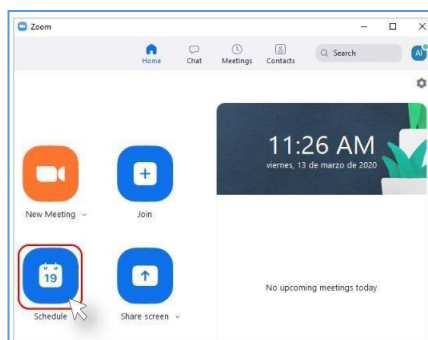 Zoom
Home Chat Meetings Contacts Search AI
11:26 AM
viernes, 13 de marzo de 2020
New Meeting Join
19
Schedule Share screen
No upcoming meetings today